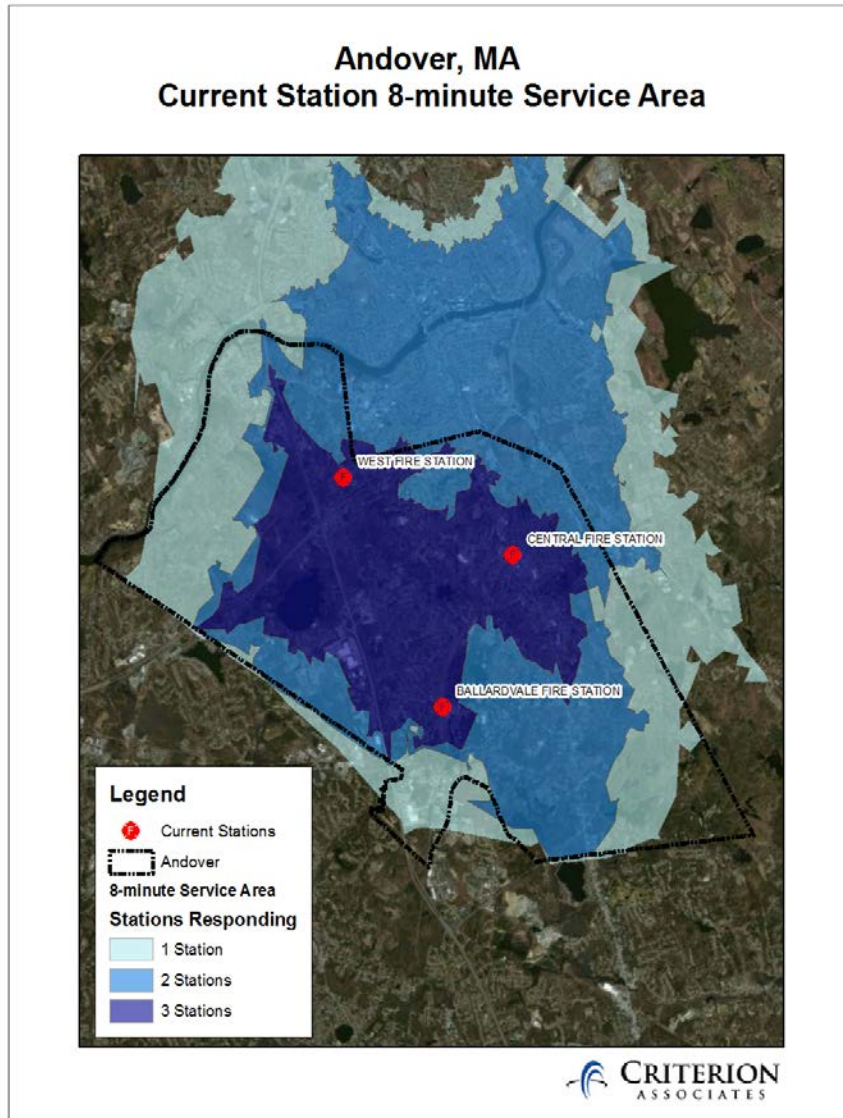 Andover, MA
Current Station 8-minute Service Area
WEST FIRE STATION
F
CENTRAL FIRE STATION
F
BALLARDVALE FIRE STATION
F
Legend
F Current Stations
Andover
8-minute Service Area
Stations Responding
1 Station
2 Stations
3 Stations
CRITERION
ASSOCIATES